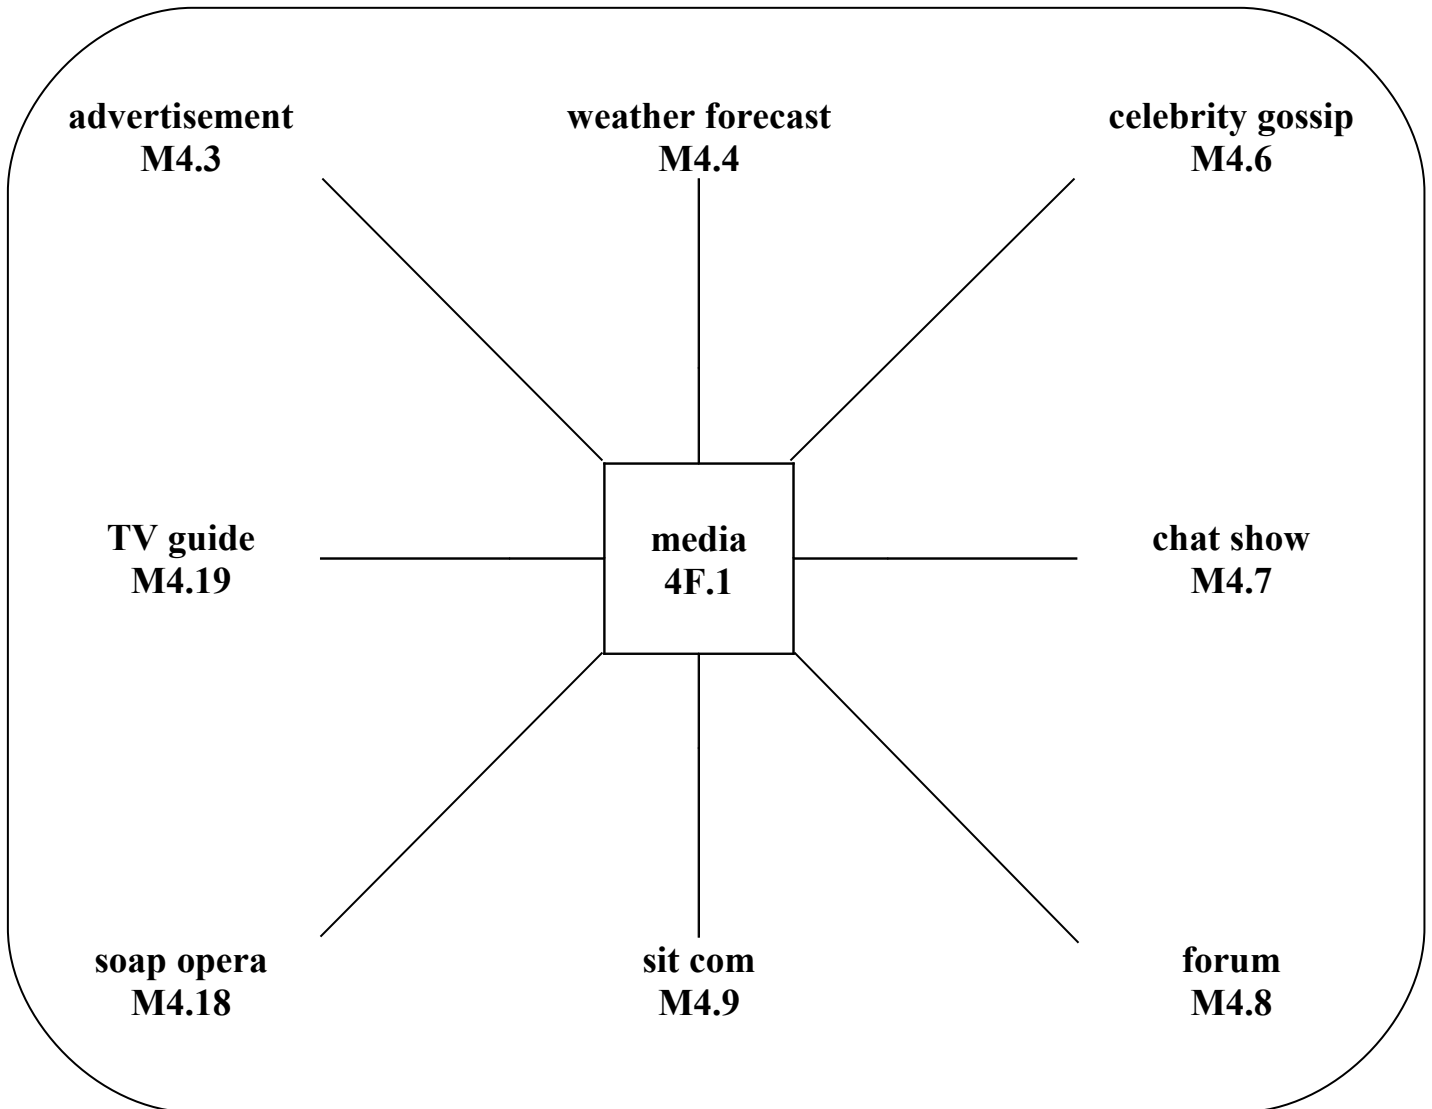 advertisement
M4.3
weather forecast
M4.4
celebrity gossip
M4.6
TV guide
M4.19
media
4F.1
chat show
M4.7
soap opera
M4.18
sit com
M4.9
forum
M4.8